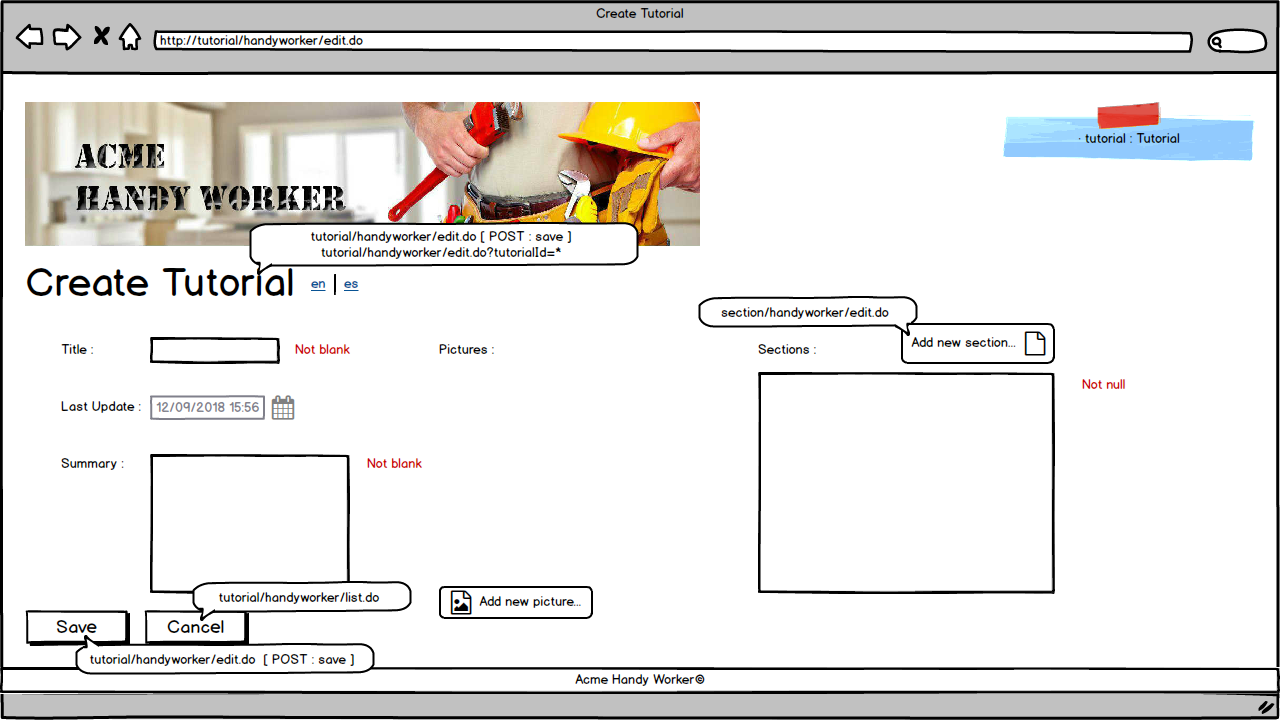 Create Tutorial
http://tutorial/handyworker/edit.do
· tutorial : Tutorial
ACME
HANDY WORKER
tutorial/handyworker/edit.do [ POST : save ]
tutorial/handyworker/edit.do?tutorialId=*
Create Tutorial en | es
section/handyworker/edit.do
Title : Not blank Pictures : Sections : Add new section...
Not null
Last Update : 12/09/2018 15:56
Summary : Not blank
tutorial/handyworker/list.do
Add new picture...
Save Cancel
tutorial/handyworker/edit.do [ POST : save ]
Acme Handy Worker©